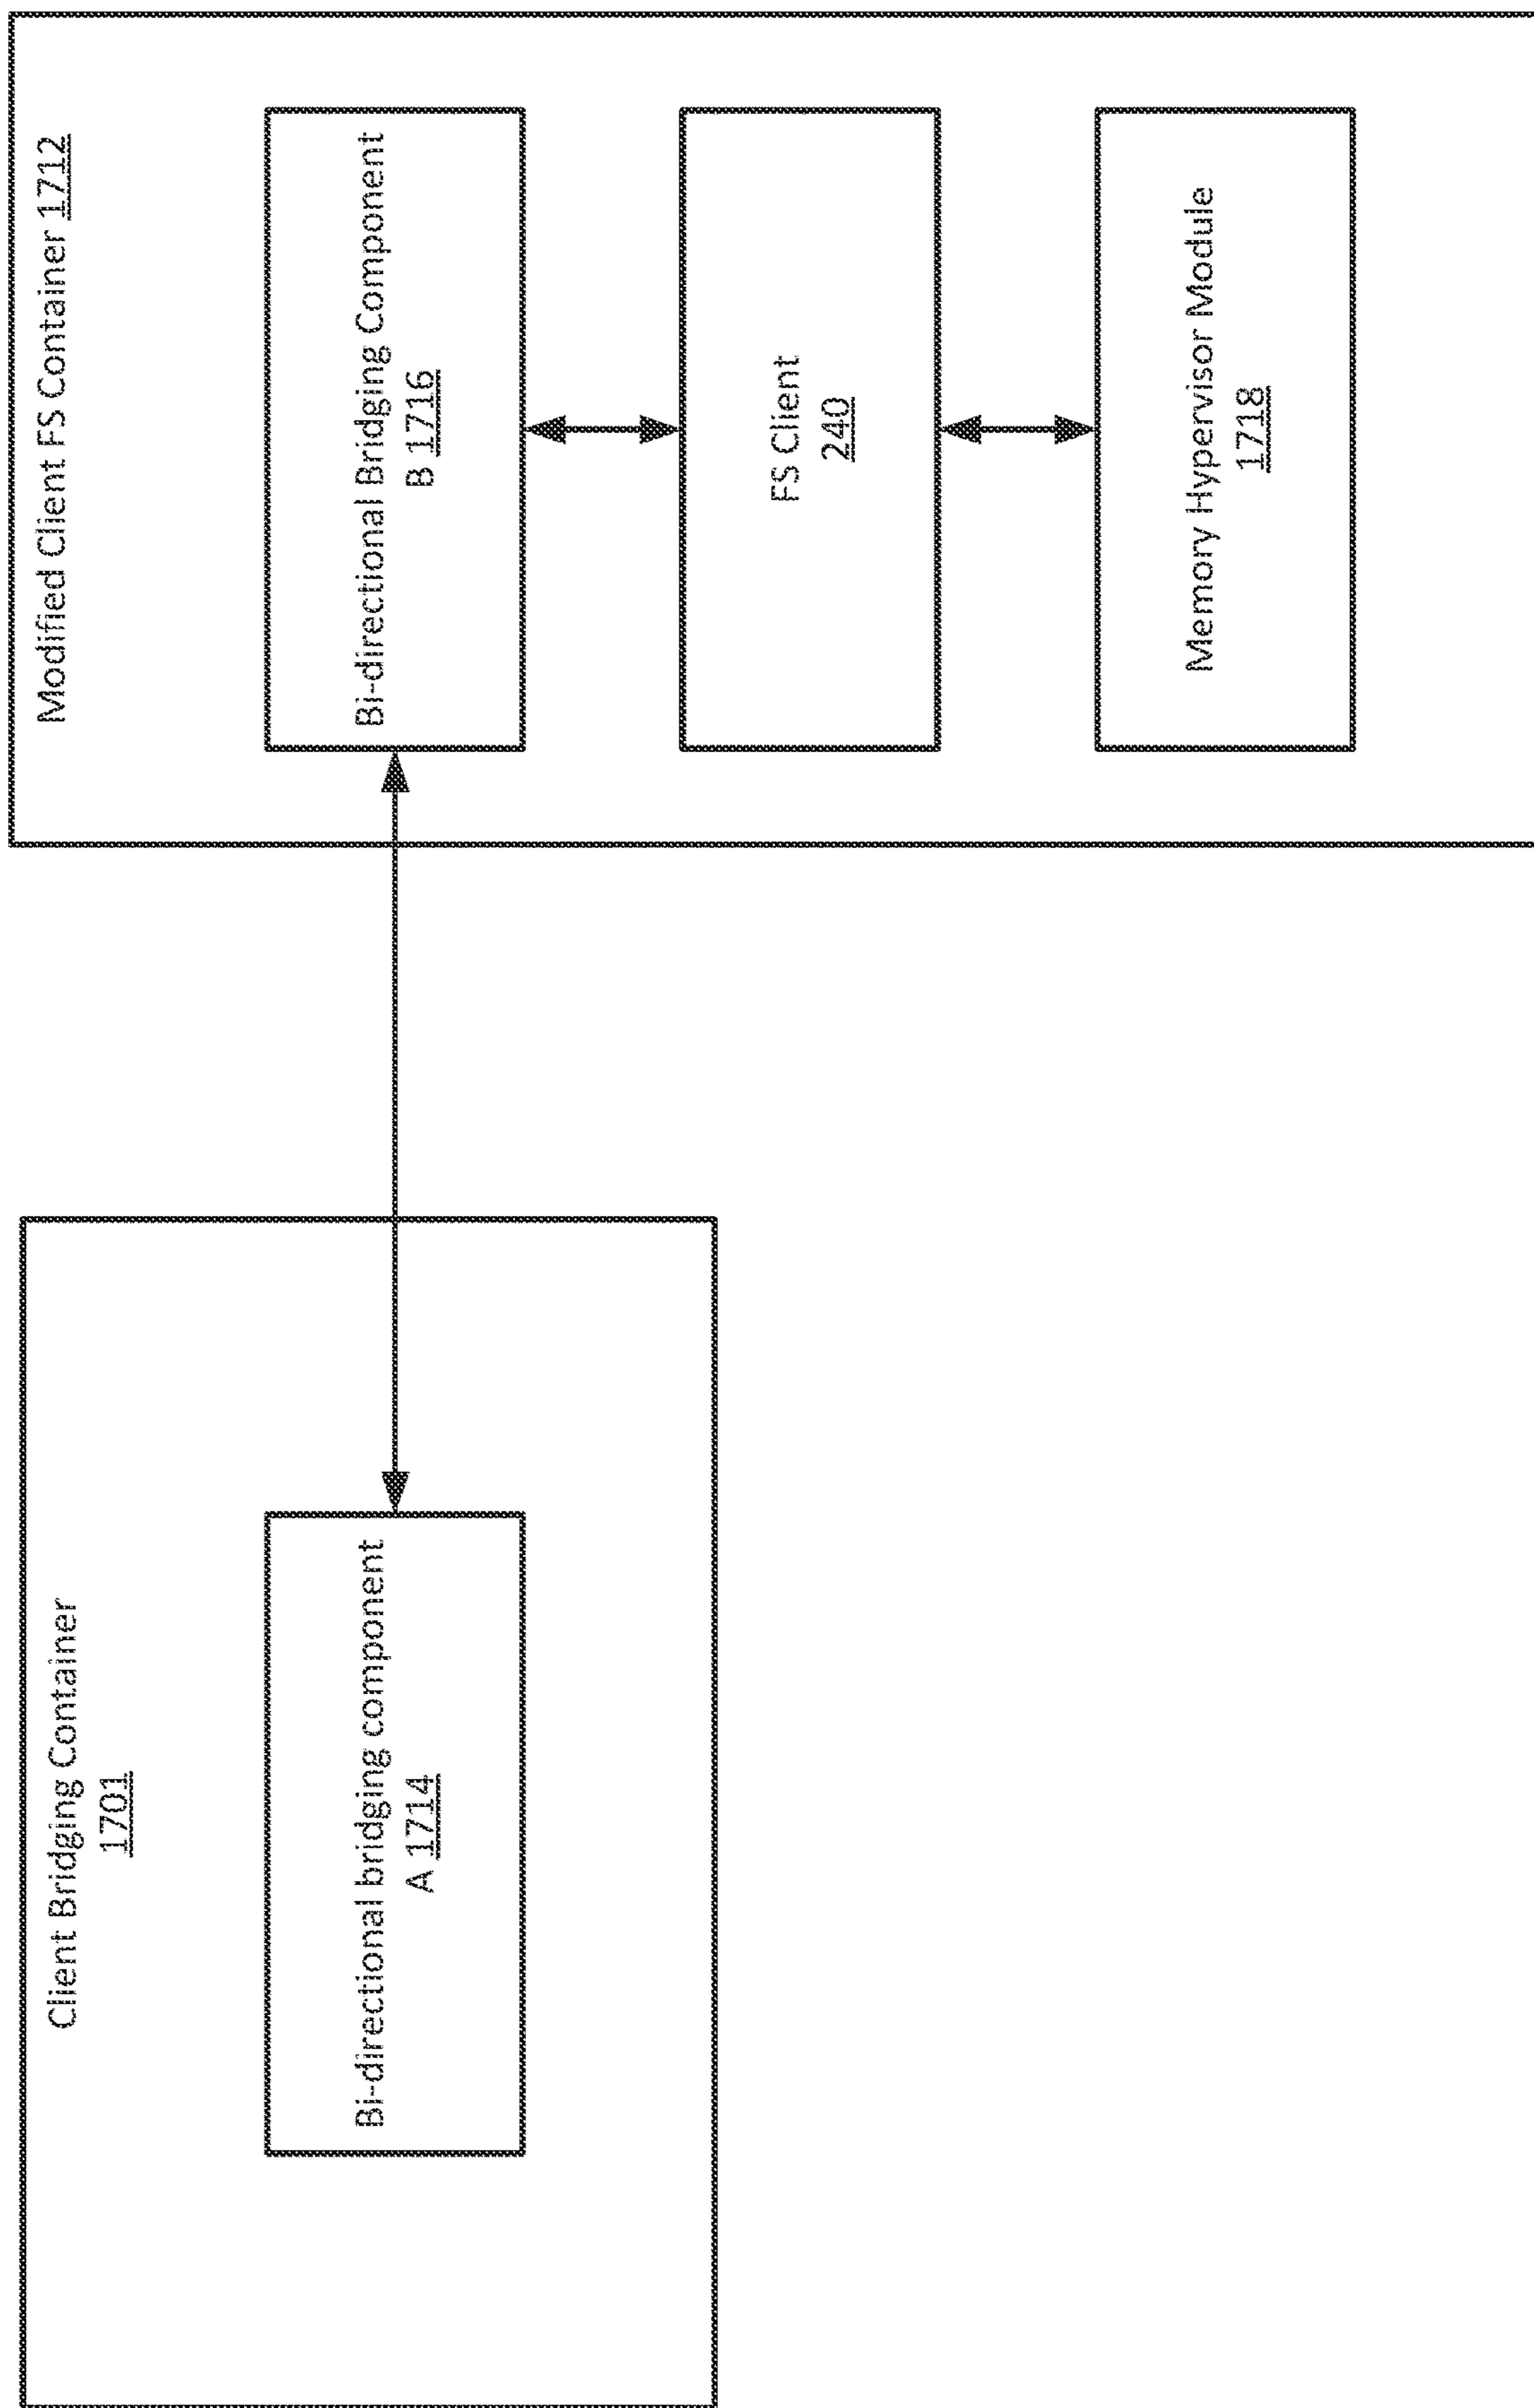 Client Bridging Container
1701
Bi-directional bridging component
A 1714
Modified Client FS Container 1712
Bi-directional Bridging Component
B 1716
FS Client
240
Memory Hypervisor Module
1718